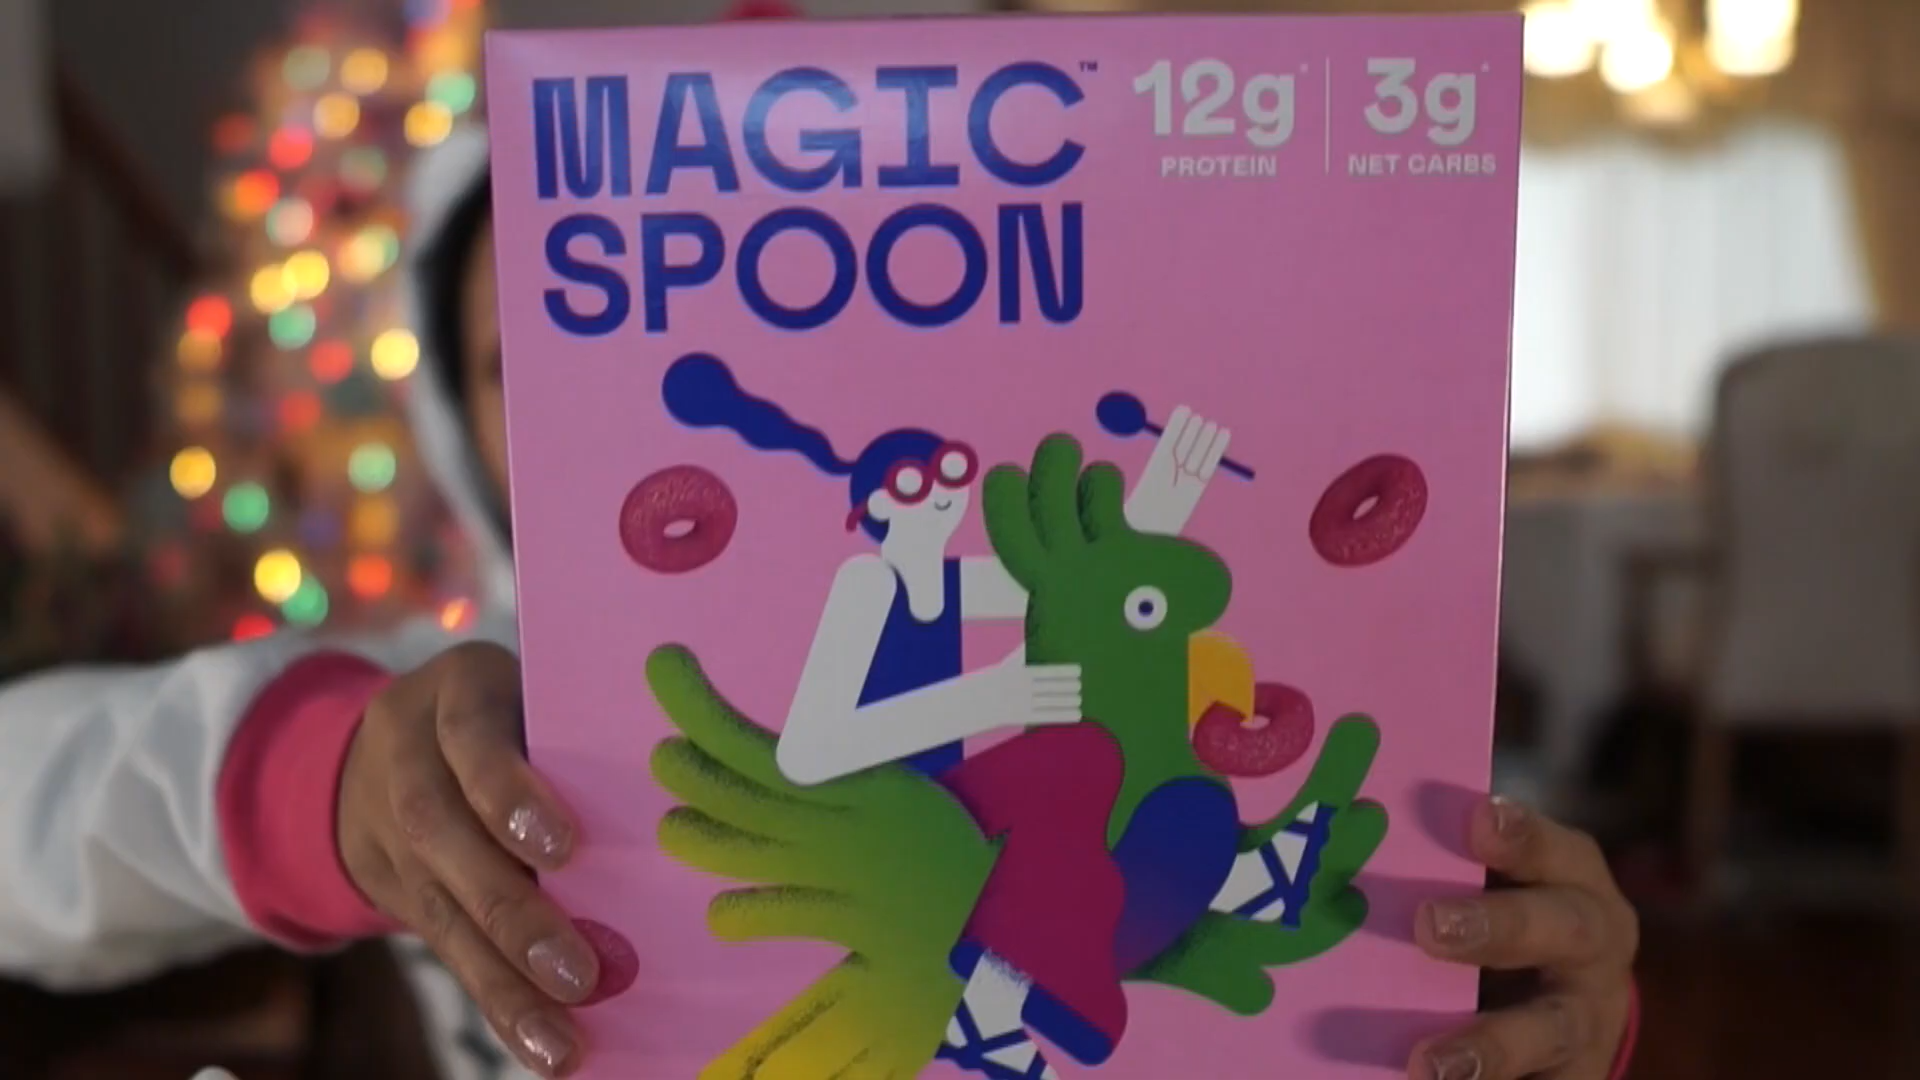 MAGIC™
SPOON
12g*
PROTEIN
3g*
NET CARBS